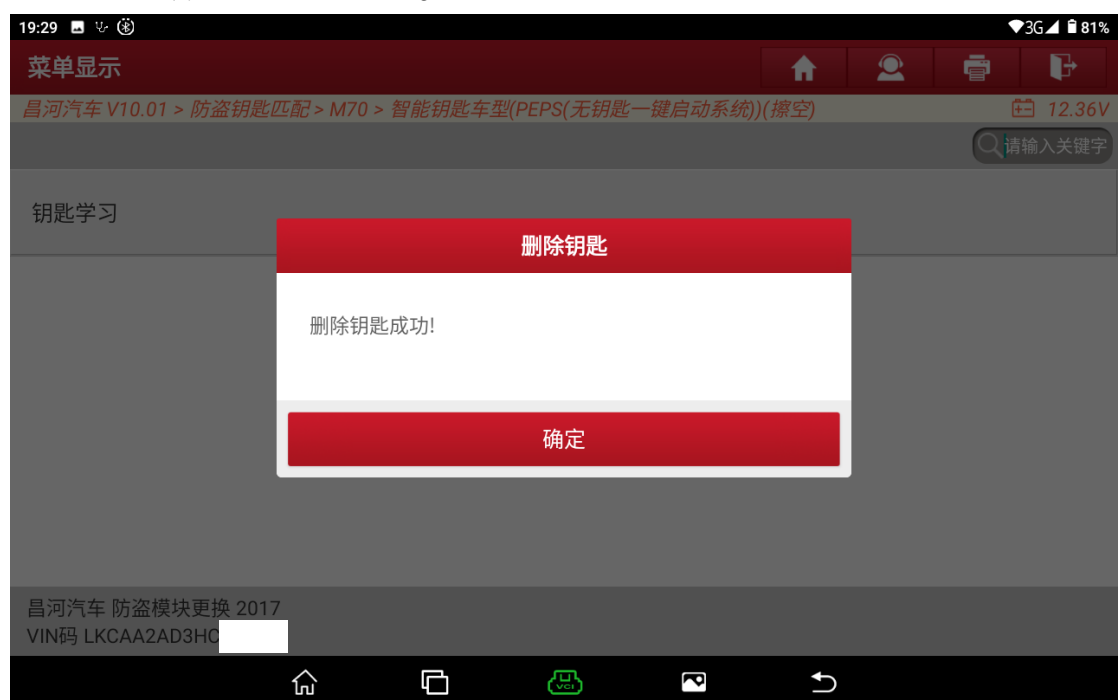 19:29
3G 81%
菜单显示
昌河汽车 V10.01 > 防盗钥匙匹配 > M70 > 智能钥匙车型(PEPS(无钥匙一键启动系统))(擦空)
12.36V
请输入关键字
钥匙学习
删除钥匙
删除钥匙成功!
确定
昌河汽车 防盗模块更换 2017
VIN码 LKCAA2AD3HC
VCI